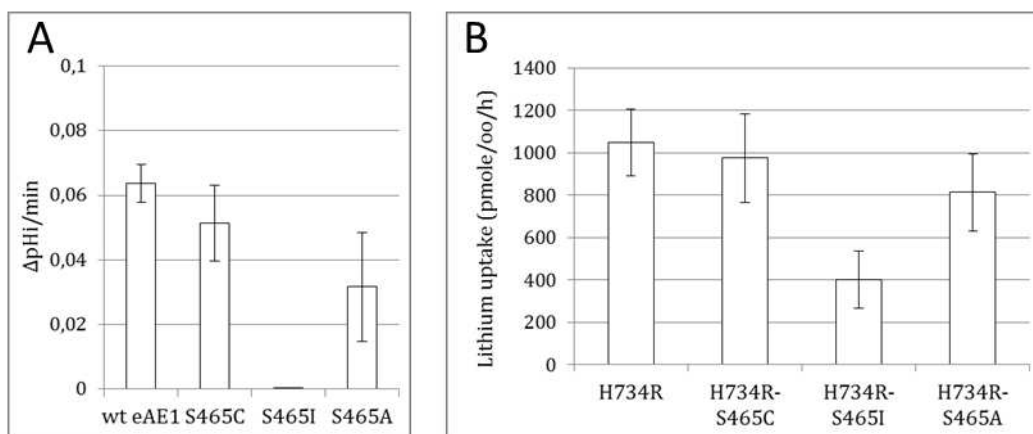 A
0,1
0,08
0,06
0,04
0,02
0
ΔpHi/min
wt eAE1 S465C S465I S465A
B
1400
1200
1000
800
600
400
200
0
Lithium uptake (pmole/oo/h)
H734R H734R- H734R- H734R-
S465C S465I S465A